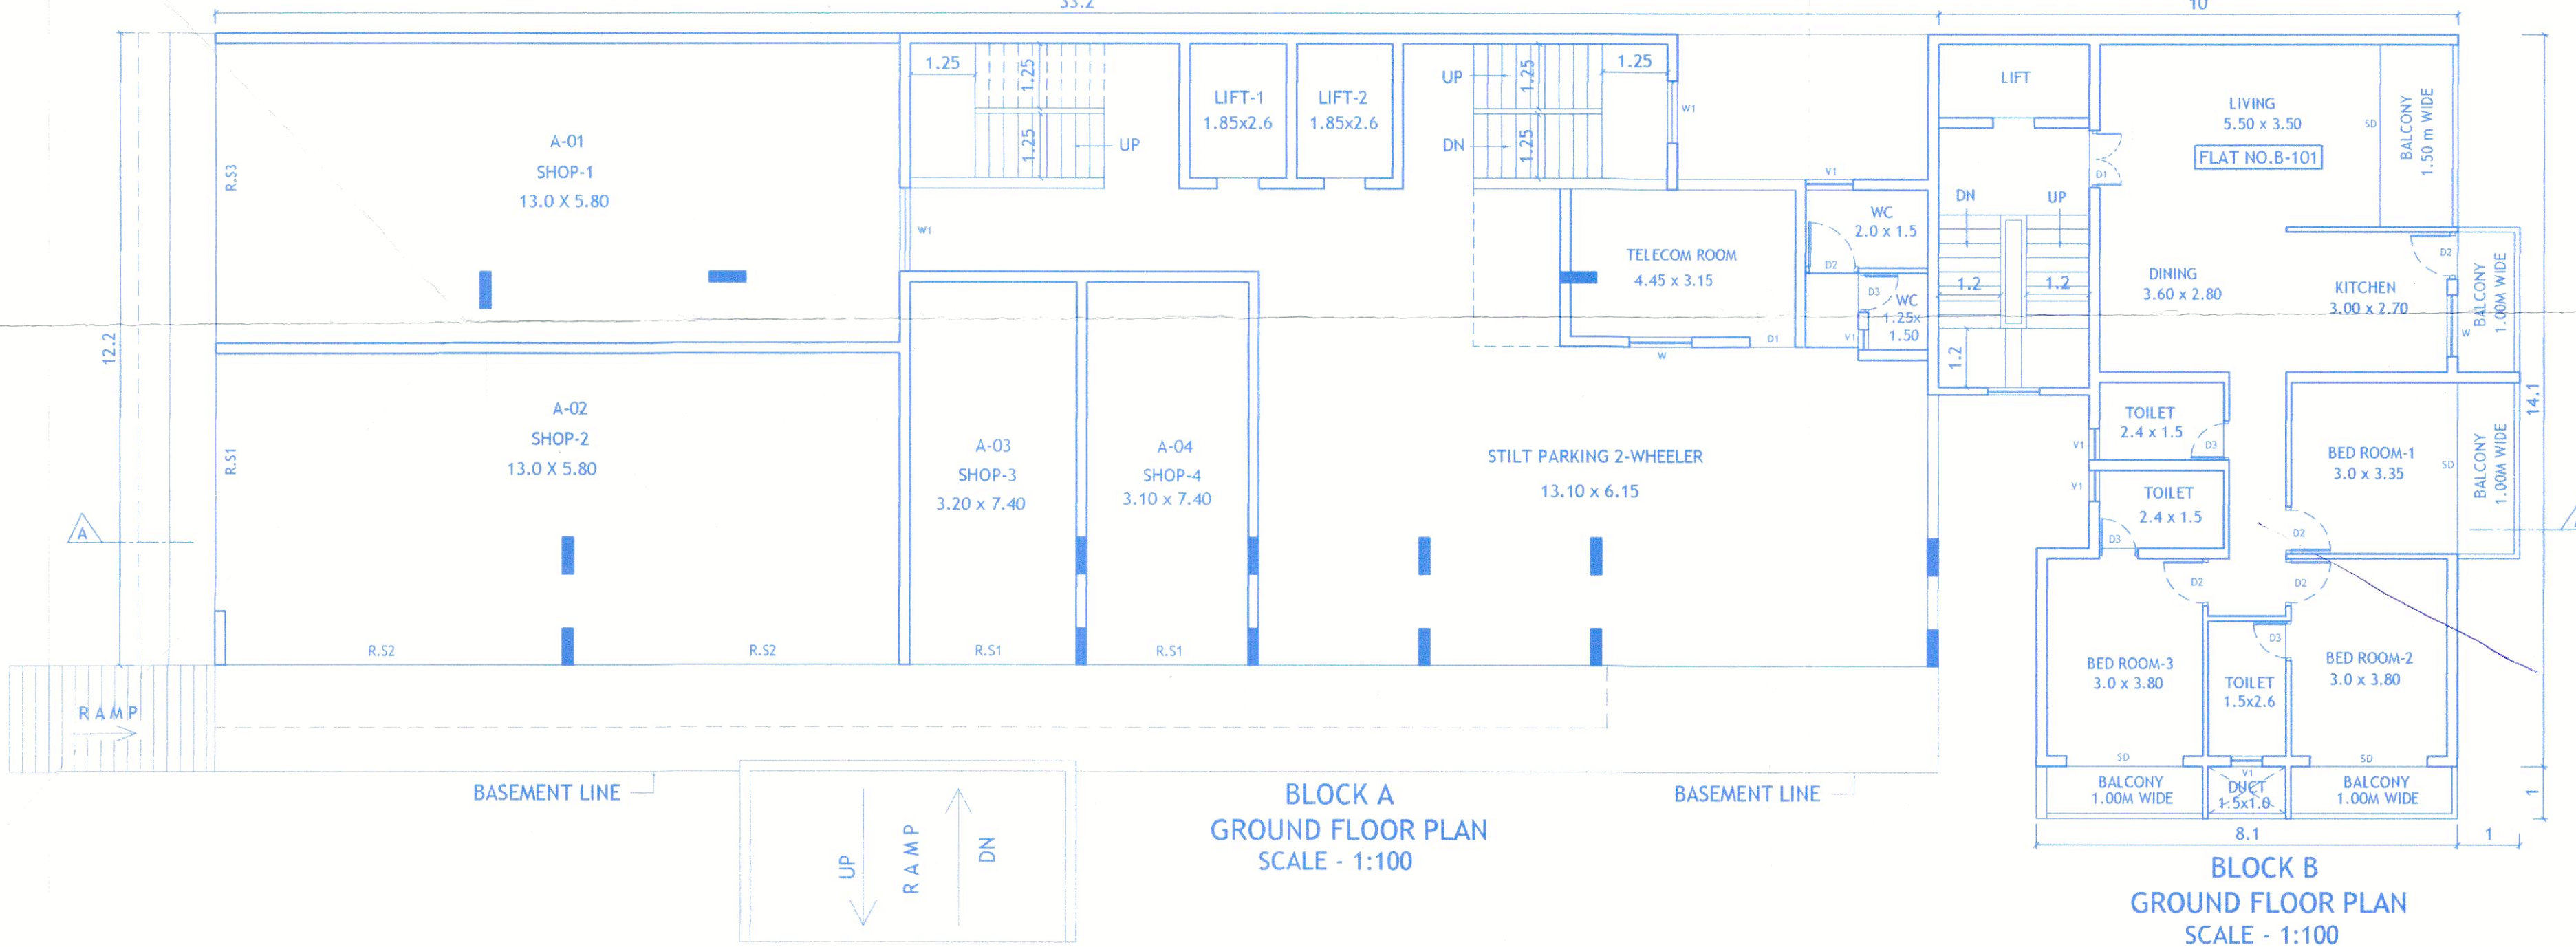 33.2
10
12.2
A-01
SHOP-1
13.0 X 5.80
R.S3
1.25
1.25
1.25
UP
W1
LIFT-1
1.85x2.6
LIFT-2
1.85x2.6
UP
DN
1.25
1.25
1.25
W1
TELECOM ROOM
4.45 x 3.15
W
D1
V1
WC
2.0 x 1.5
D2
D3
WC
1.25x
1.50
V1
LIFT
DN
UP
1.2
1.2
1.2
D1
LIVING
5.50 x 3.50
FLAT NO.B-101
SD
BALCONY
1.50 m WIDE
DINING
3.60 x 2.80
KITCHEN
3.00 x 2.70
D2
W
BALCONY
1.00M WIDE
14.1
A-02
SHOP-2
13.0 X 5.80
R.S1
R.S2
R.S2
A-03
SHOP-3
3.20 x 7.40
R.S1
A-04
SHOP-4
3.10 x 7.40
R.S1
STILT PARKING 2-WHEELER
13.10 x 6.15
TOILET
2.4 x 1.5
D3
V1
TOILET
2.4 x 1.5
D3
V1
BED ROOM-1
3.0 x 3.35
SD
D2
BALCONY
1.00M WIDE
A
D2
D2
BED ROOM-3
3.0 x 3.80
SD
TOILET
1.5x2.6
D3
BED ROOM-2
3.0 x 3.80
SD
BALCONY
1.00M WIDE
V1
DUCT
1.5x1.0
BALCONY
1.00M WIDE
1
8.1
1
RAMP
BASEMENT LINE
BASEMENT LINE
UP
RAMP
DN
BLOCK A
GROUND FLOOR PLAN
SCALE - 1:100
BLOCK B
GROUND FLOOR PLAN
SCALE - 1:100